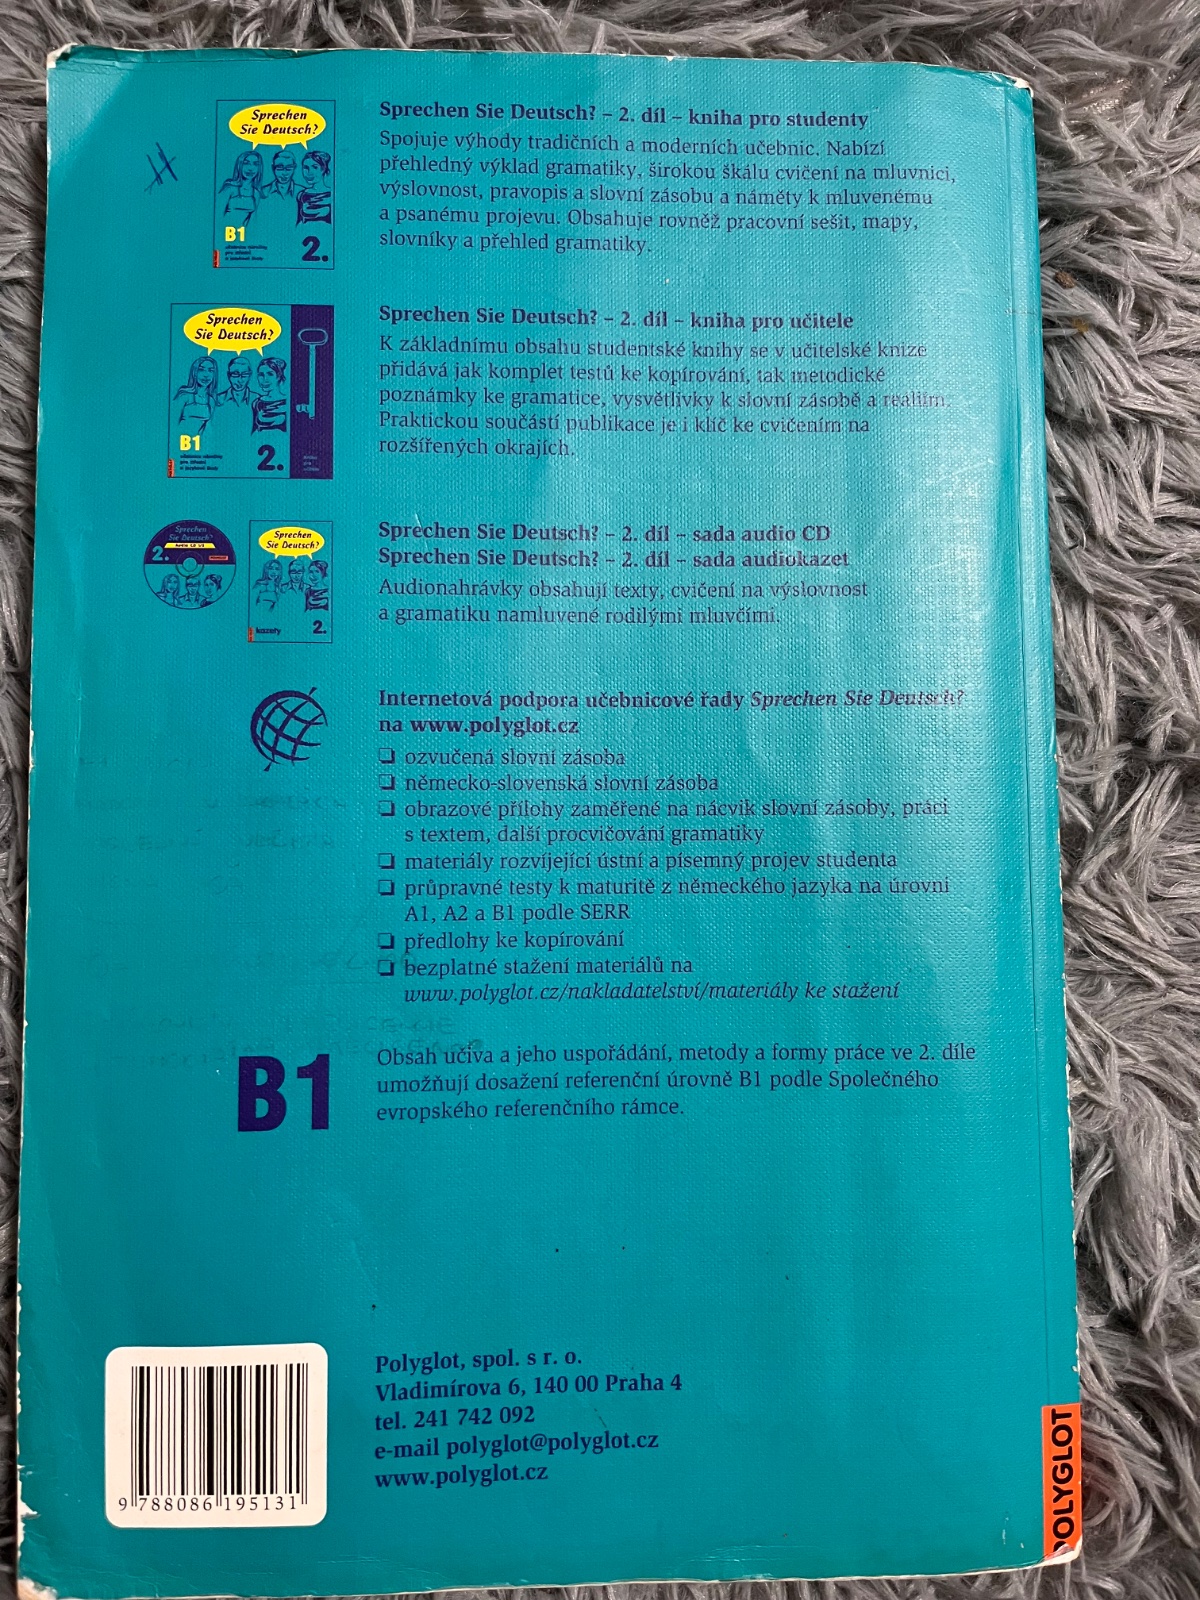 Sprechen Sie Deutsch? – 2. díl – kniha pro studenty
Spojuje výhody tradičních a moderních učebnic. Nabízí
přehledný výklad gramatiky, širokou škálu cvičení na mluvnici,
výslovnost, pravopis a slovní zásobu a náměty k mluvenému
a psanému projevu. Obsahuje rovněž pracovní sešit, mapy,
slovníky a přehled gramatiky.
Sprechen
Sie Deutsch?
B1
2.
Sprechen Sie Deutsch? – 2. díl – kniha pro učitele
K základnímu obsahu studentské knihy se v učitelské knize
přidává jak komplet testů ke kopírování, tak metodické
poznámky ke gramatice, vysvětlivky k slovní zásobě a reáliím.
Praktickou součástí publikace je i klíč ke cvičením na
rozšířených okrajích.
Sprechen
Sie Deutsch?
B1
2.
Sprechen Sie Deutsch? – 2. díl – sada audio CD
Sprechen Sie Deutsch? – 2. díl – sada audiokazet
Audionahrávky obsahují texty, cvičení na výslovnost
a gramatiku namluvené rodilými mluvčími.
Sprechen
Sie Deutsch?
2.
Sprechen
Sie Deutsch?
kazety
2.
Internetová podpora učebnicové řady Sprechen Sie Deutsch?
na www.polyglot.cz
❏ ozvučená slovní zásoba
❏ německo-slovenská slovní zásoba
❏ obrazové přílohy zaměřené na nácvik slovní zásoby, práci
s textem, další procvičování gramatiky
❏ materiály rozvíjející ústní a písemný projev studenta
❏ průpravné testy k maturitě z německého jazyka na úrovni
A1, A2 a B1 podle SERR
❏ předlohy ke kopírování
❏ bezplatné stažení materiálů na
www.polyglot.cz/nakladatelství/materiály ke stažení
B1
Obsah učiva a jeho uspořádání, metody a formy práce ve 2. díle
umožňují dosažení referenční úrovně B1 podle Společného
evropského referenčního rámce.
Polyglot, spol. s r. o.
Vladimírova 6, 140 00 Praha 4
tel. 241 742 092
e-mail polyglot@polyglot.cz
www.polyglot.cz
9 788086 195131
POLYGLOT